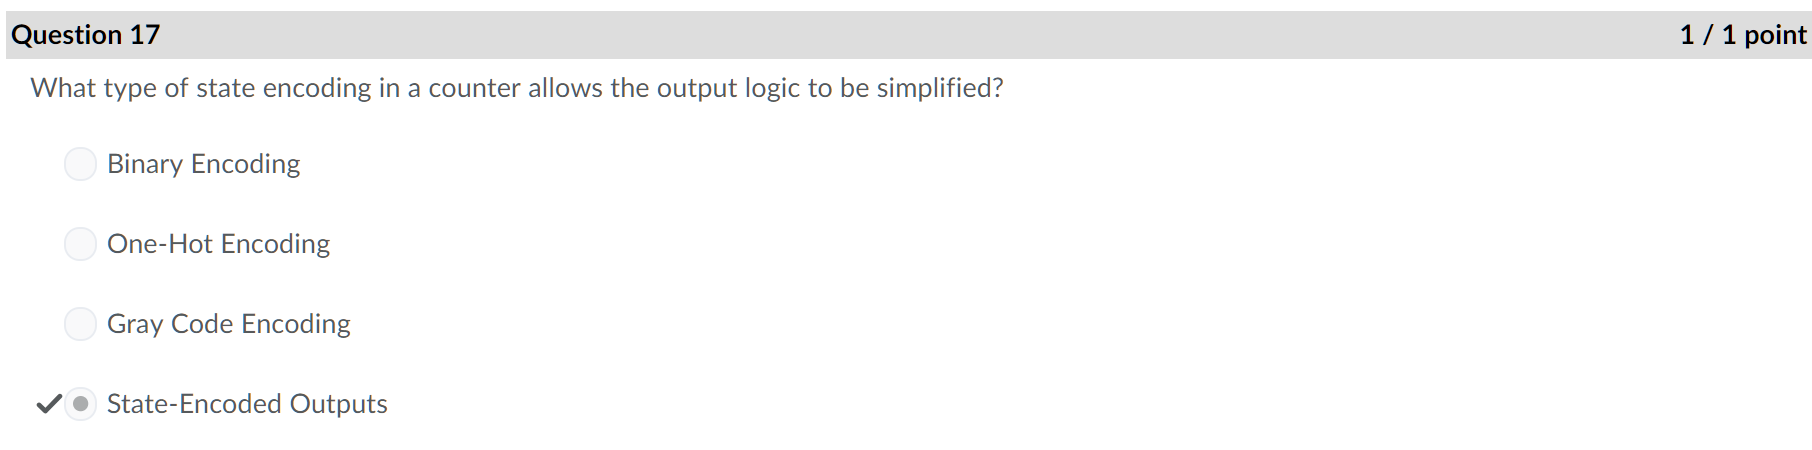 Question 17
1 / 1 point
What type of state encoding in a counter allows the output logic to be simplified?
Binary Encoding
One-Hot Encoding
Gray Code Encoding
State-Encoded Outputs